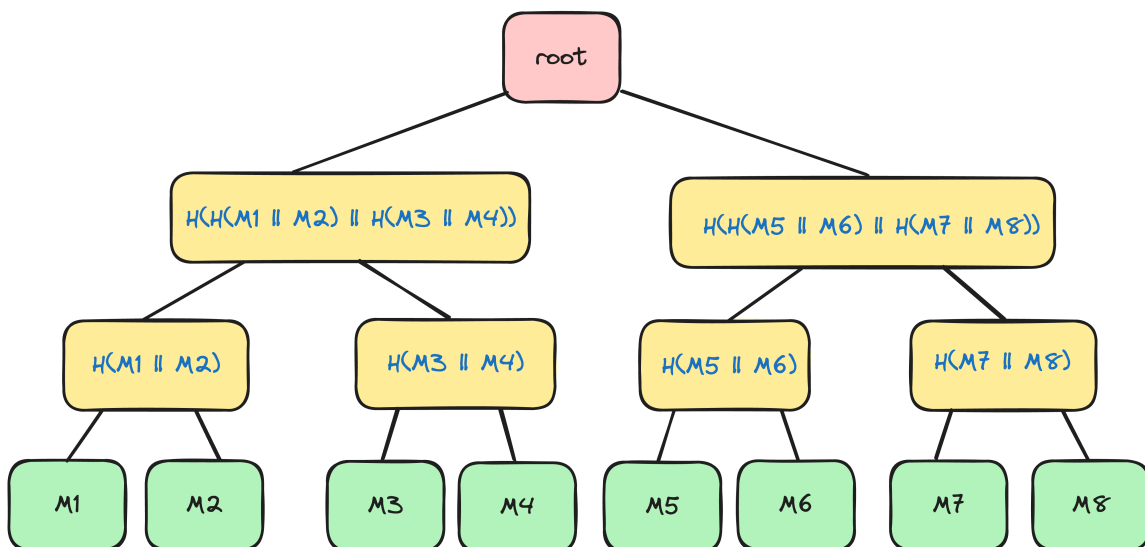 root
H(H(M1 || M2) || H(M3 || M4))
H(H(M5 || M6) || H(M7 || M8))
H(M1 || M2)
H(M3 || M4)
H(M5 || M6)
H(M7 || M8)
M1
M2
M3
M4
M5
M6
M7
M8